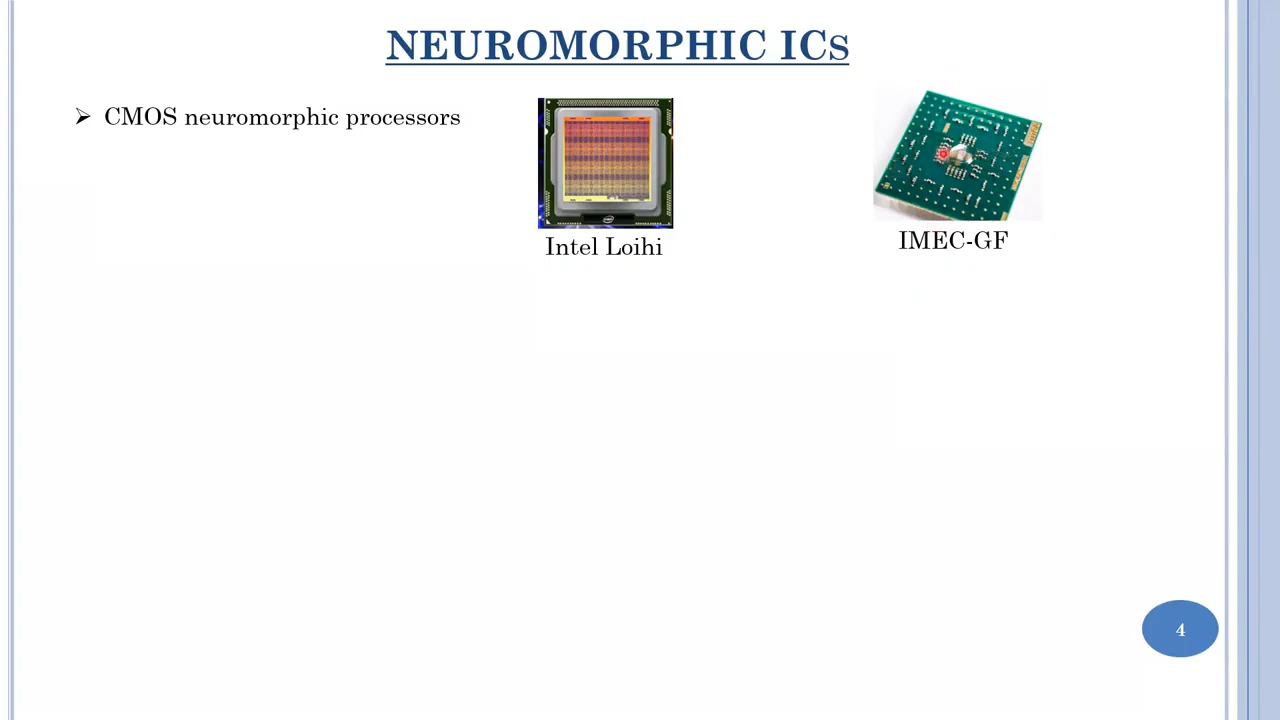 NEUROMORPHIC ICS
➢ CMOS neuromorphic processors
Intel Loihi
IMEC-GF
4